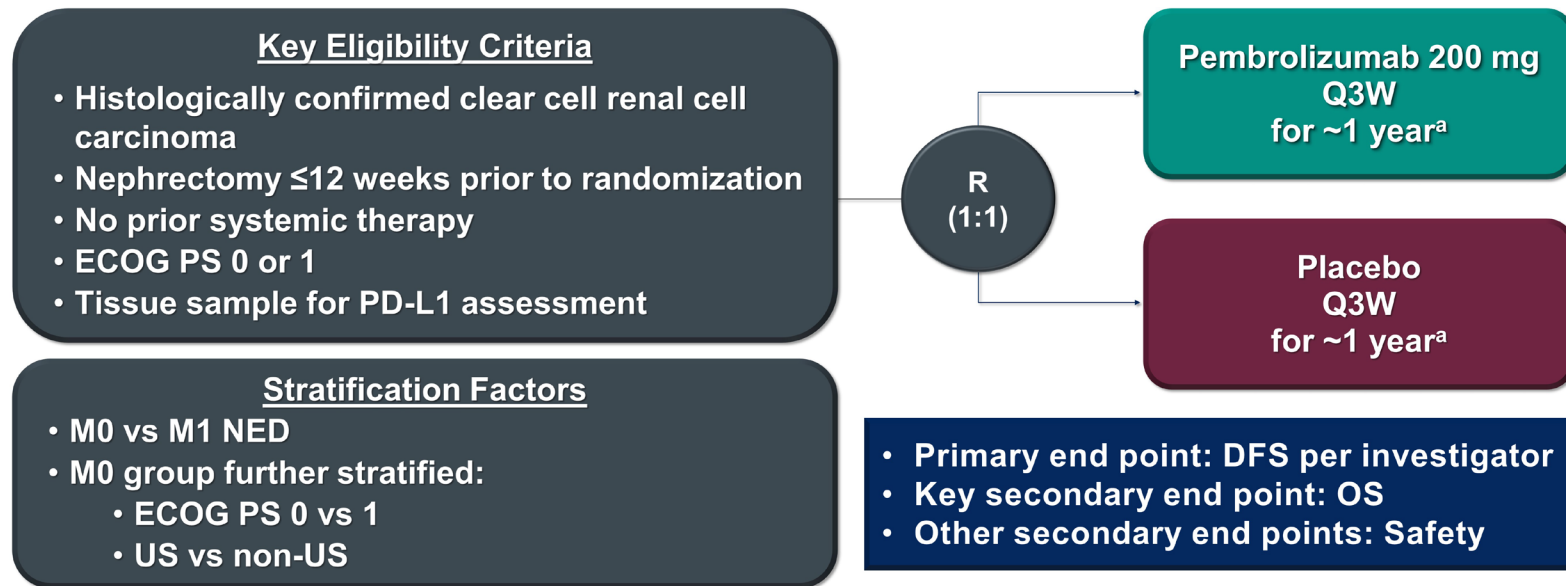 Key Eligibility Criteria
• Histologically confirmed clear cell renal cell
carcinoma
• Nephrectomy ≤12 weeks prior to randomization
• No prior systemic therapy
• ECOG PS 0 or 1
• Tissue sample for PD-L1 assessment
Stratification Factors
• M0 vs M1 NED
• M0 group further stratified:
• ECOG PS 0 vs 1
• US vs non-US
R
(1:1)
Pembrolizumab 200 mg
Q3W
for ~1 yearᵃ
Placebo
Q3W
for ~1 yearᵃ
• Primary end point: DFS per investigator
• Key secondary end point: OS
• Other secondary end points: Safety